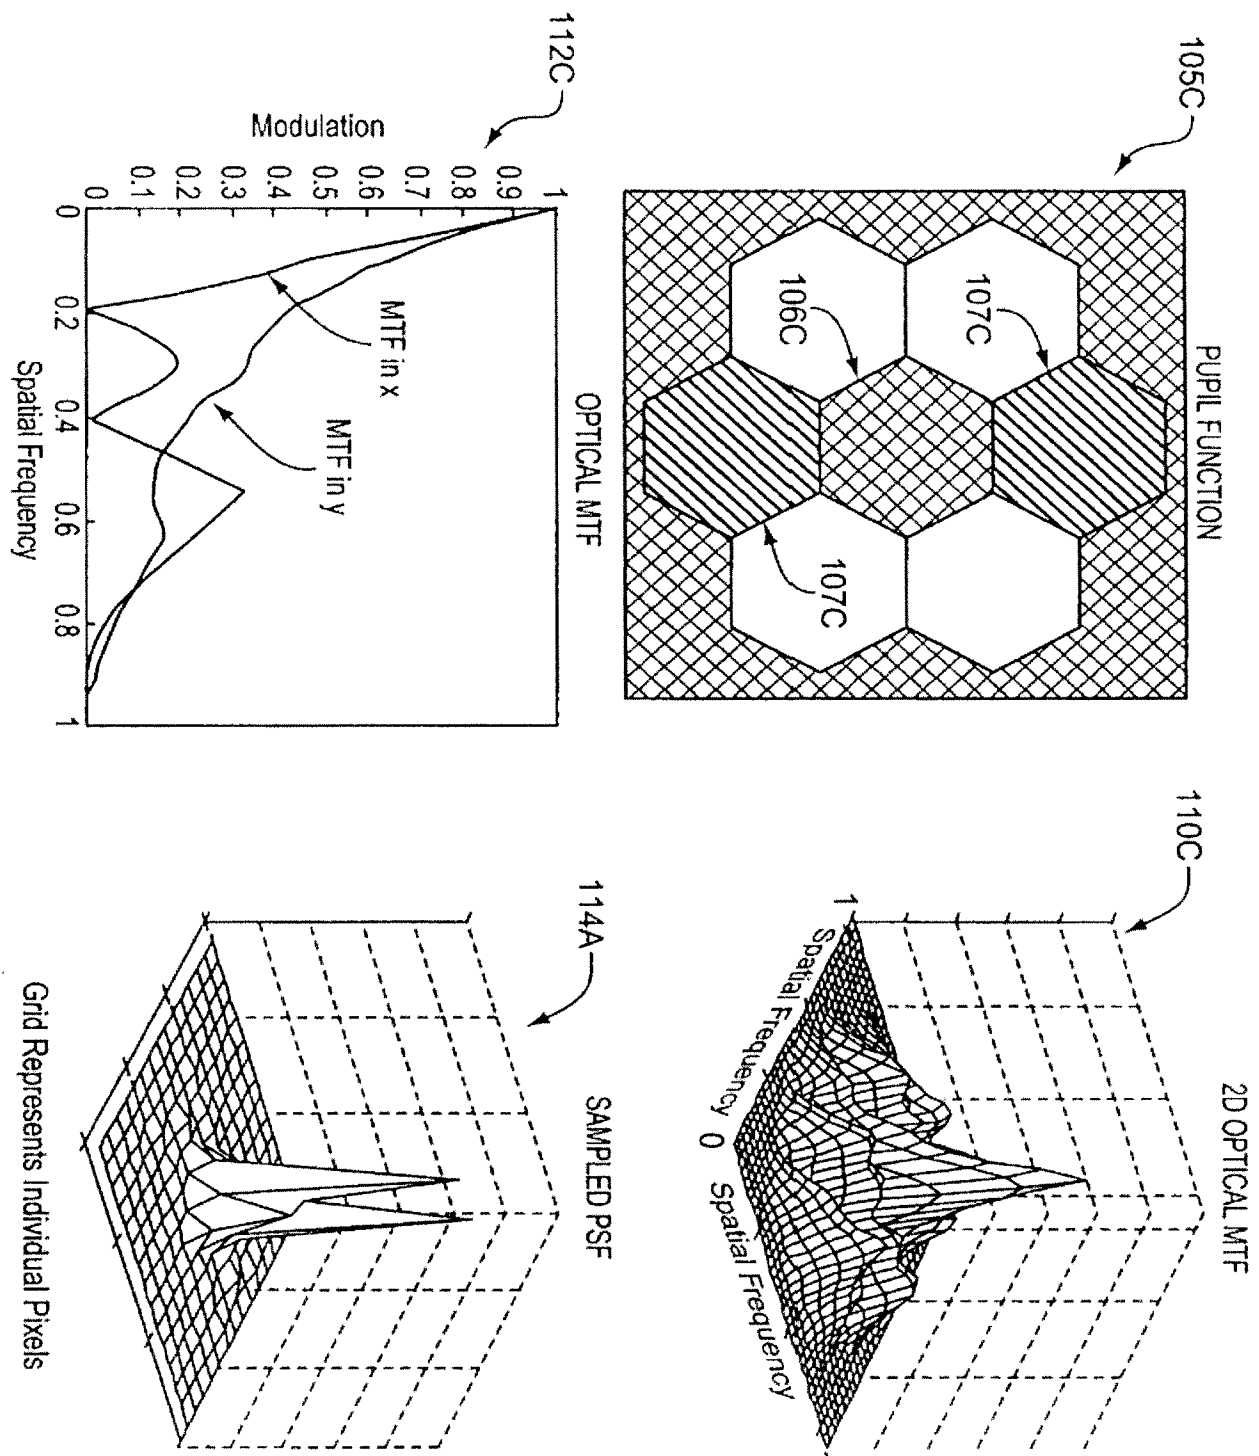 105C
PUPIL FUNCTION
107C
106C
107C
110C
2D OPTICAL MTF
1
Spatial Frequency
0
Spatial Frequency
112C
OPTICAL MTF
Modulation
1
0.9
0.8
0.7
0.6
0.5
0.4
0.3
0.2
0.1
0
0
0.2
0.4
0.6
0.8
1
MTF in x
MTF in y
Spatial Frequency
114A
SAMPLED PSF
Grid Represents Individual Pixels